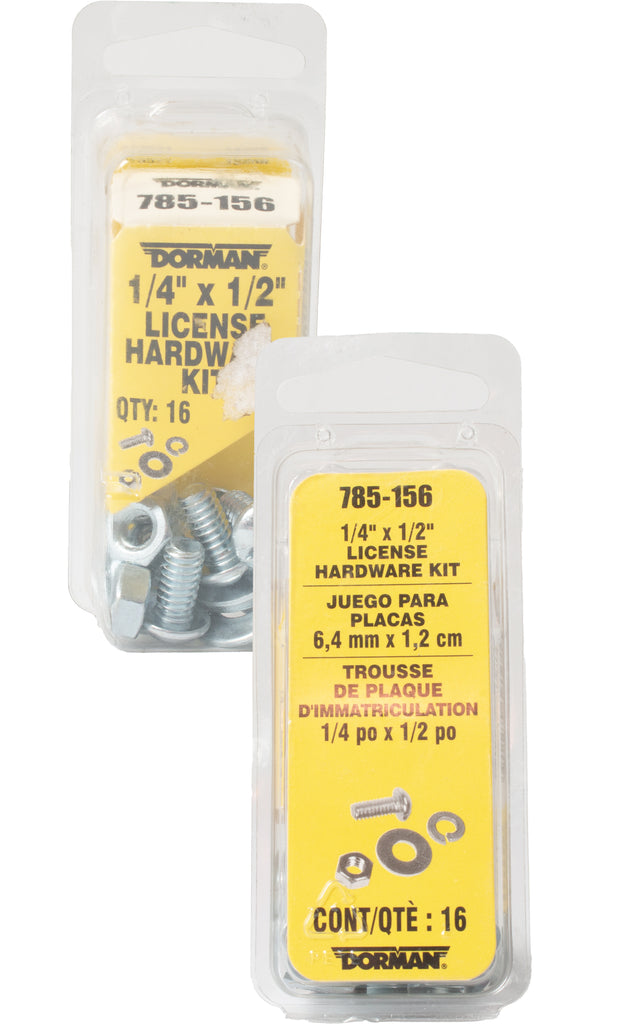 DORMAN
785-156
DORMAN®
1/4" x 1/2"
LICENSE
HARDWA
KIT
QTY: 16
785-156
1/4" x 1/2"
LICENSE
HARDWARE KIT
JUEGO PARA
PLACAS
6,4 mm x 1,2 cm
TROUSSE
DE PLAQUE
D'IMMATRICULATION
1/4 po x 1/2 po
CONT/QTÈ : 16
DORMAN®